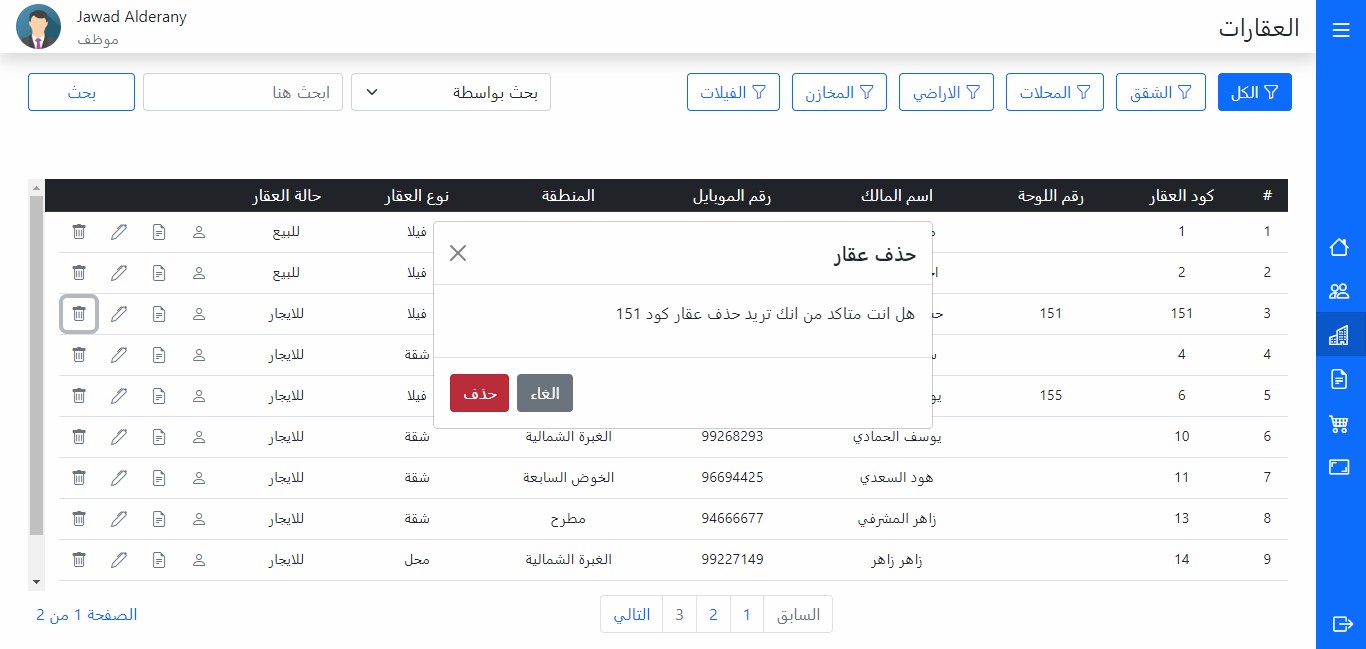 العقارات
Jawad Alderany
موظف
الكل
الشقق
المحلات
الاراضي
المخازن
الفيلات
بحث بواسطة
ابحث هنا
بحث
# كود العقار رقم اللوحة اسم المالك رقم الموبايل المنطقة نوع العقار حالة العقار
1 1 فيلا للبيع
2 2 فيلا للبيع
3 151 151 فيلا للايجار
4 4 شقة للايجار
5 6 155 فيلا للايجار
6 10 يوسف الحمادي 99268293 الغبرة الشمالية شقة للايجار
7 11 هود السعدي 96694425 الخوض السابعة شقة للايجار
8 13 زاهر المشرفي 94666677 مطرح شقة للايجار
9 14 زاهر زاهر 99227149 الغبرة الشمالية محل للايجار
حذف عقار
هل انت متاكد من انك تريد حذف عقار كود 151
الغاء
حذف
السابق 1 2 3 التالي
الصفحة 1 من 2